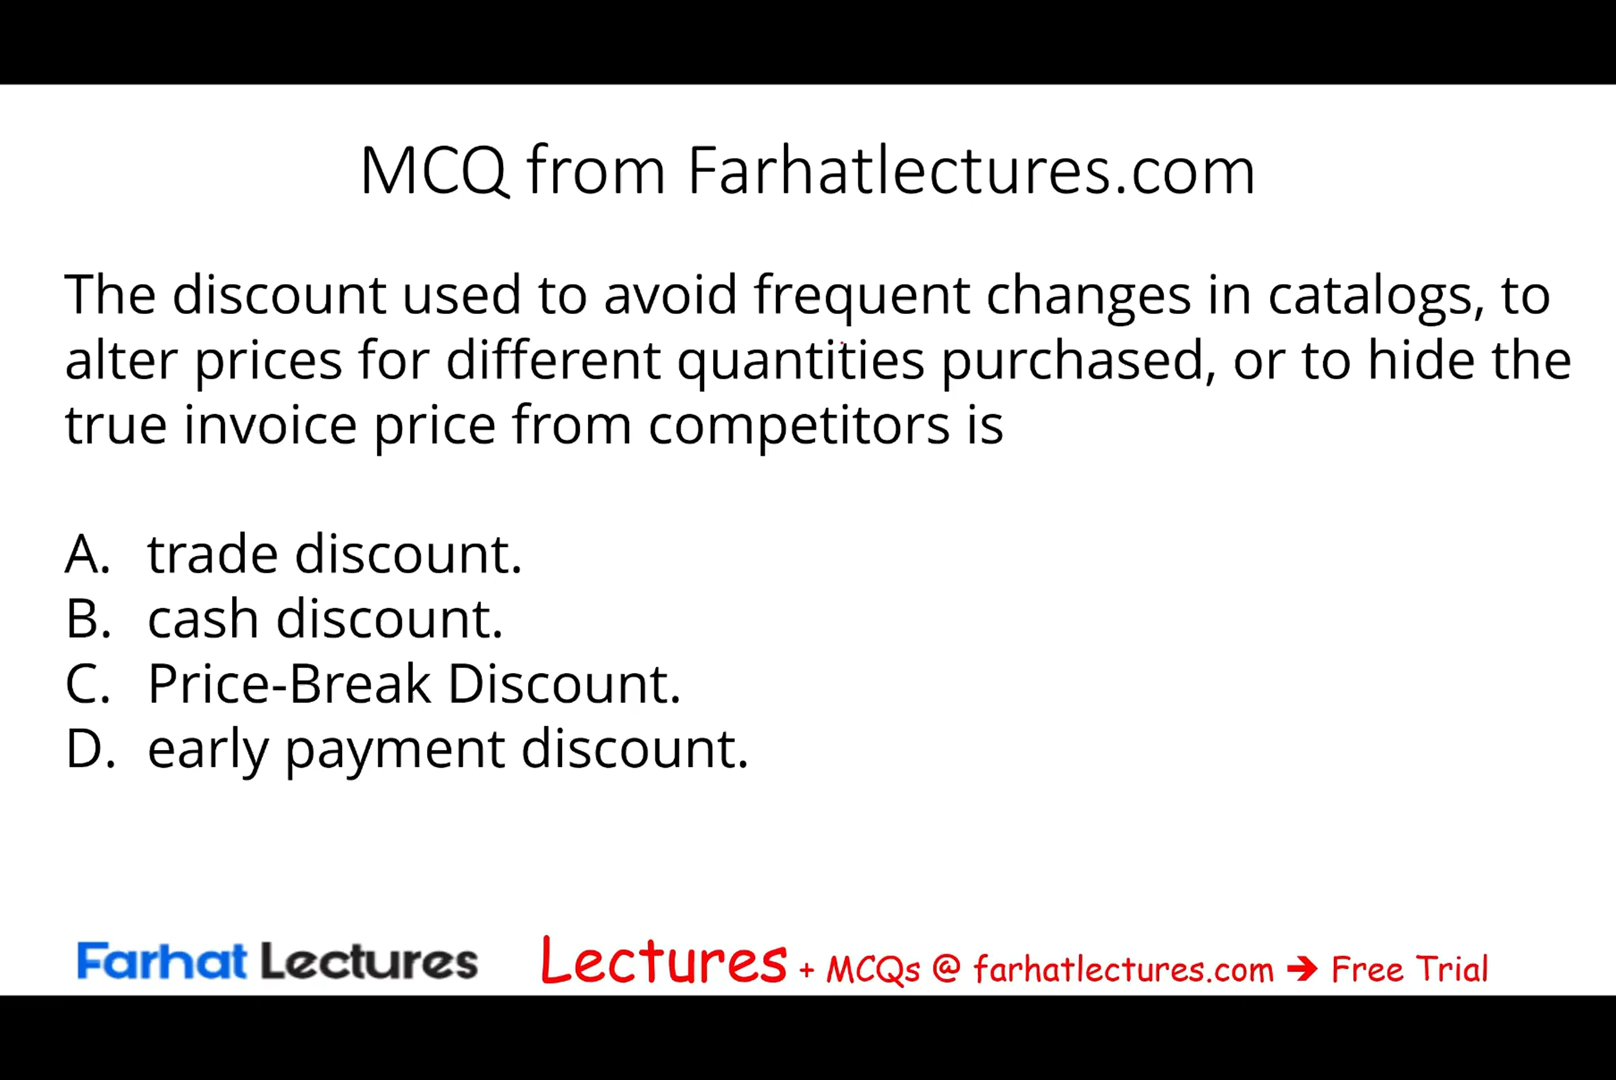 MCQ from Farhatlectures.com
The discount used to avoid frequent changes in catalogs, to
alter prices for different quantities purchased, or to hide the
true invoice price from competitors is
A. trade discount.
B. cash discount.
C. Price-Break Discount.
D. early payment discount.
Farhat Lectures Lectures + MCQs @ farhatlectures.com ➔ Free Trial